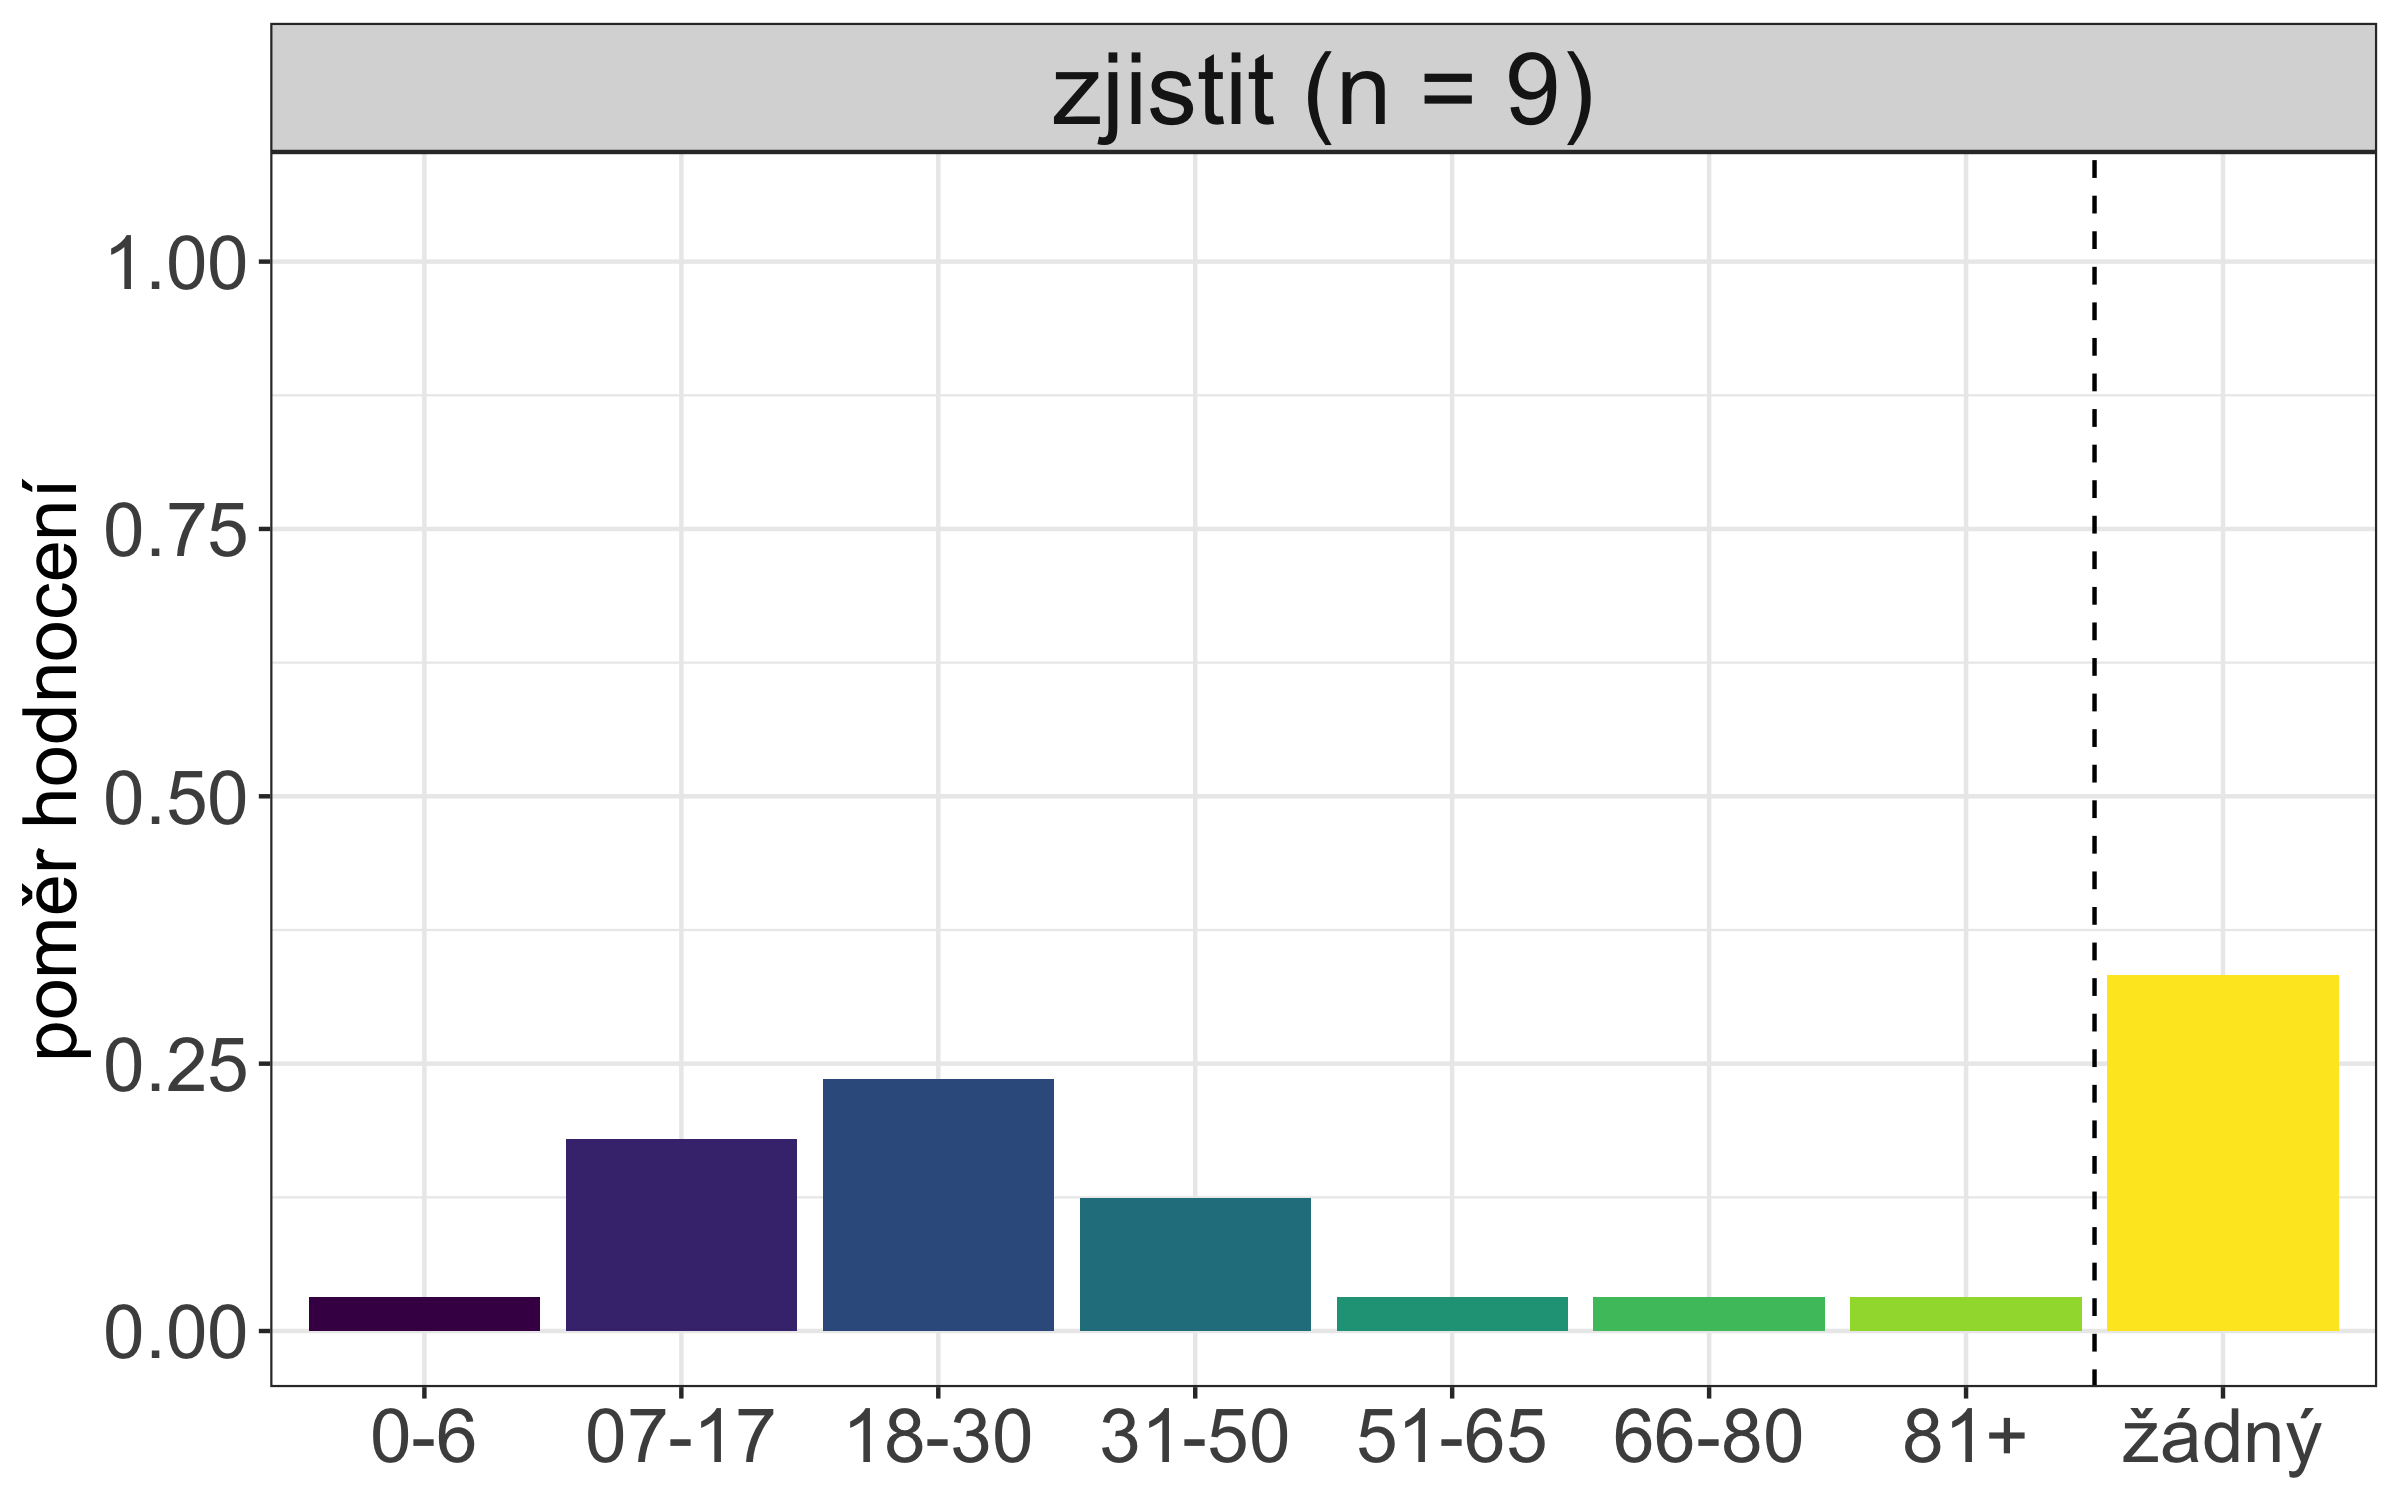 zjistit (n = 9)
poměr hodnocení
1.00
0.75
0.50
0.25
0.00
0-6 07-17 18-30 31-50 51-65 66-80 81+ žádný